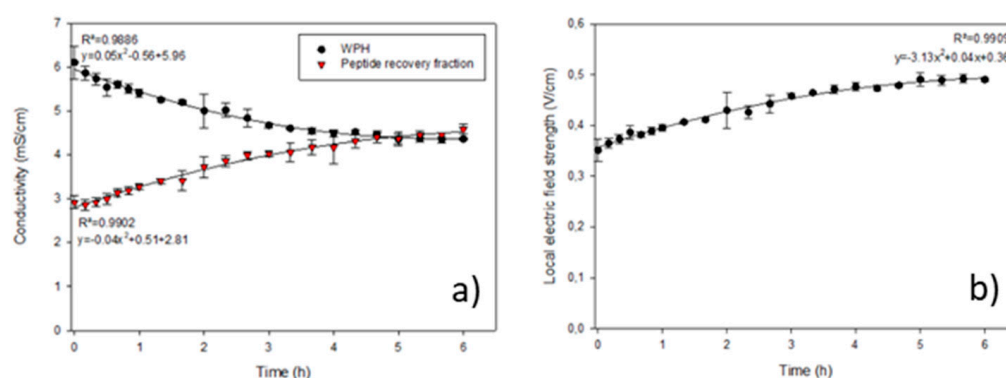 7
6
5
4
3
2
1
0
Conductivity (mS/cm)
R²=0.9886
y=0.05x²-0.56+5.96
WPH
Peptide recovery fraction
R²=0.9902
y=-0.04x²+0.51+2.81
a)
0 1 2 3 4 5 6
Time (h)
0,6
0,5
0,4
0,3
0,2
0,1
0,0
Local electric field strength (V/cm)
R²=0.9909
y=-3.13x²+0.04x+0.36
b)
0 1 2 3 4 5 6
Time (h)